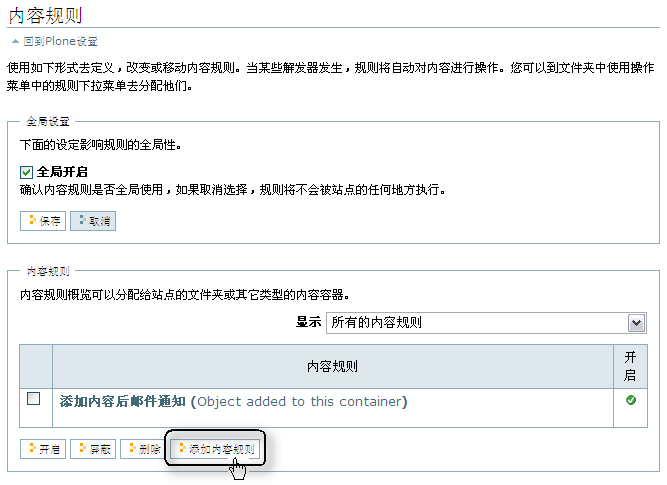 内容规则
回到Plone设置
使用如下形式去定义，改变或移动内容规则。当某些解发器发生，规则将自动对内容进行操作。您可以到文件夹中使用操作
菜单中的规则下拉菜单去分配他们。
全局设置
下面的设定影响规则的全局性。
全局开启
确认内容规则是否全局使用，如果取消选择，规则将不会被站点的任何地方执行。
保存 取消
内容规则
内容规则概览可以分配给站点的文件夹或其它类型的内容容器。
显示 所有的内容规则
内容规则 开
启
添加内容后邮件通知 (Object added to this container)
开启 屏蔽 删除 添加内容规则